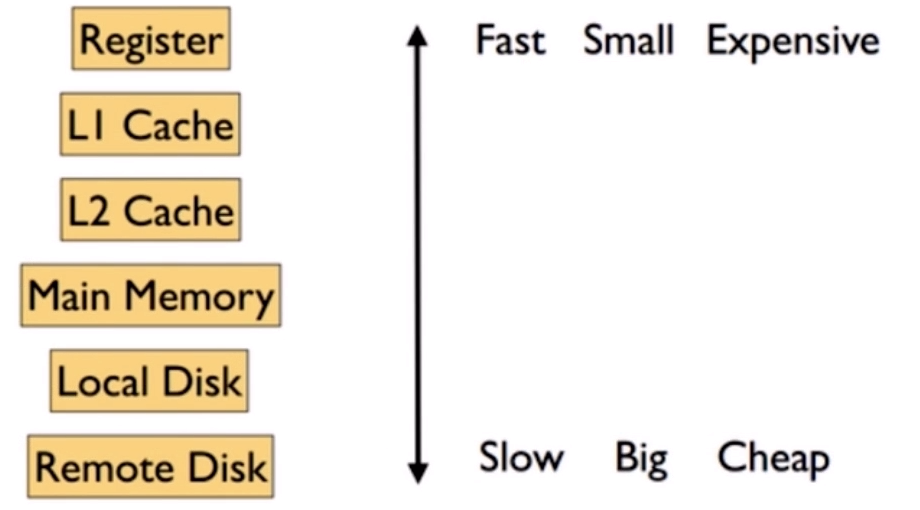 Register
Fast Small Expensive
L1 Cache
L2 Cache
Main Memory
Local Disk
Remote Disk
Slow Big Cheap